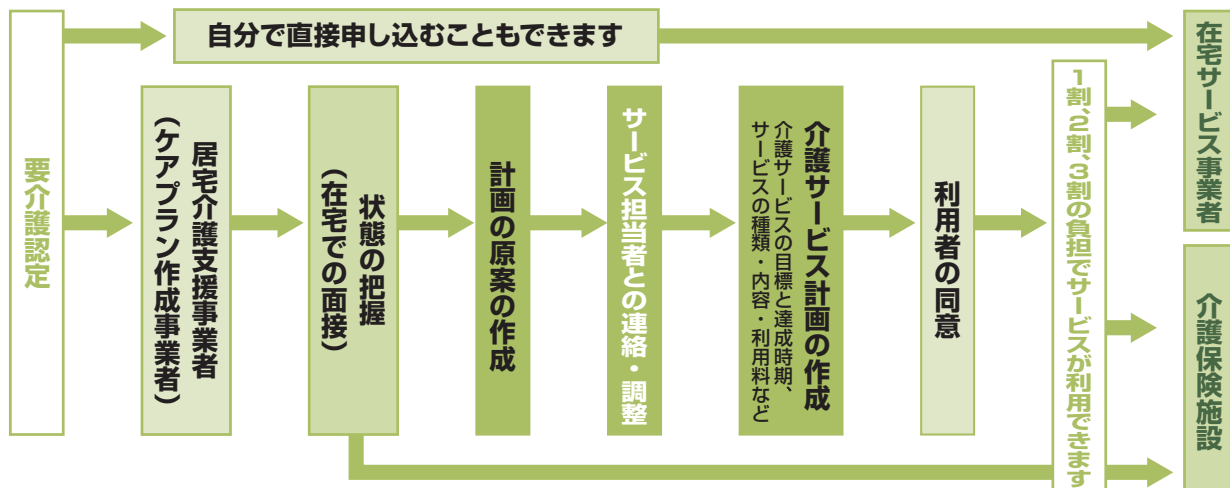 自分で直接申し込むこともできます
要介護認定
居宅介護支援事業者
(ケアプラン作成事業者)
状態の把握
(在宅での面接)
計画の原案の作成
サービス担当者との連絡・調整
介護サービス計画の作成
介護サービスの目標と達成時期、
サービスの種類・内容・利用料など
利用者の同意
1割、2割、3割の負担でサービスが利用できます
在宅サービス事業者
介護保険施設